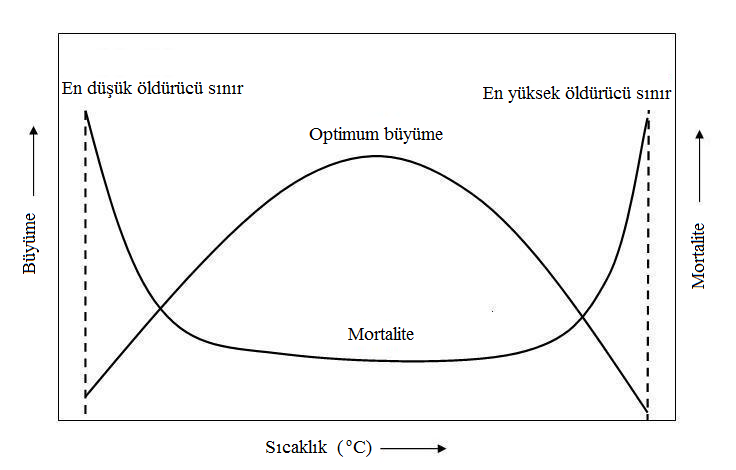 En düşük öldürücü sınır
En yüksek öldürücü sınır
Optimum büyüme
Büyüme
Mortalite
Mortalite
Sıcaklık (°C)